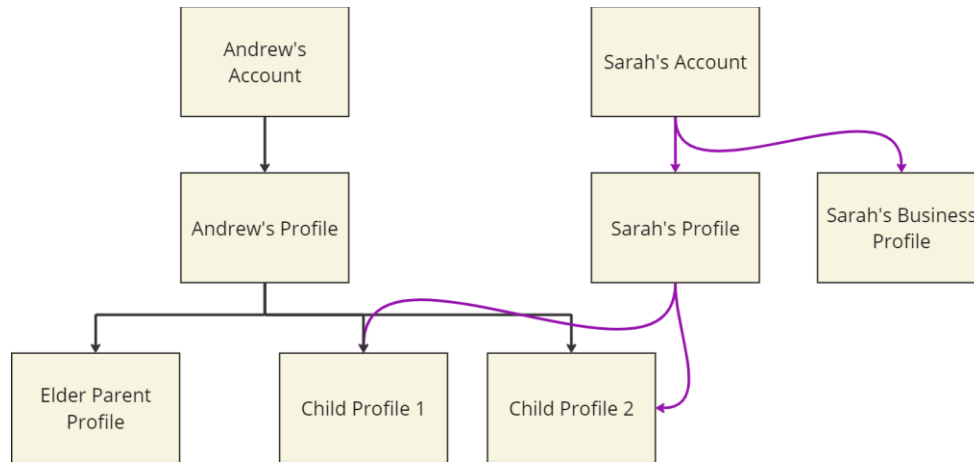 Andrew's
Account
Sarah's Account
Andrew's Profile
Sarah's Profile
Sarah's Business
Profile
Elder Parent
Profile
Child Profile 1
Child Profile 2